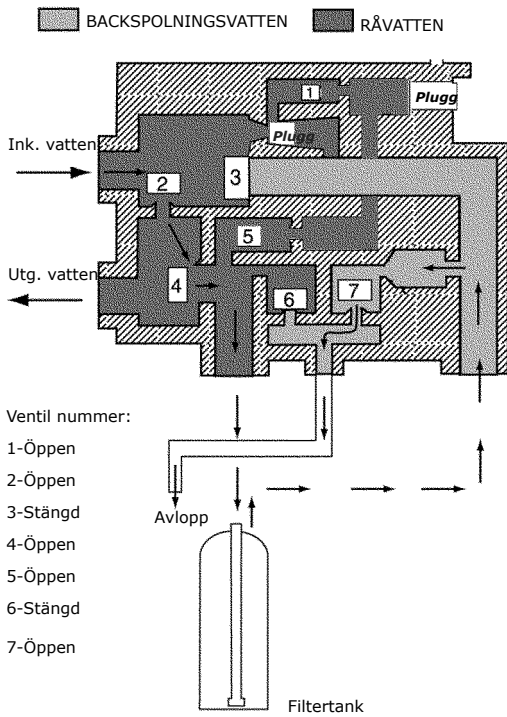 BACKSPOLNINGSVATTEN
RÅVATTEN
1
Plugg
Plugg
Ink. vatten
2
3
5
Utg. vatten
4
6
7
Ventil nummer:
1-Öppen
2-Öppen
3-Stängd
4-Öppen
5-Öppen
6-Stängd
7-Öppen
Avlopp
Filtertank